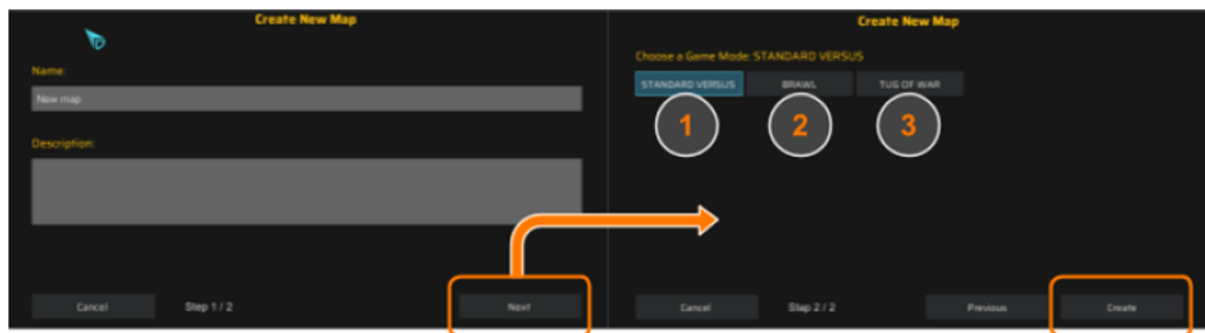 Create New Map
Name:
New map
Description:
Cancel
Step 1 / 2
Next
Create New Map
Choose a Game Mode: STANDARD VERSUS
STANDARD VERSUS
BRAWL
TUG OF WAR
1
2
3
Cancel
Step 2 / 2
Previous
Create